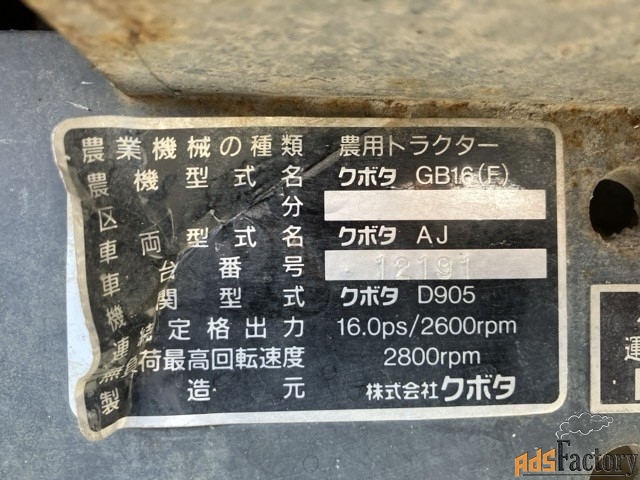 農業機械の種類 農用トラクター
農機型式名 クボタ GB16(F)
区分
車両型式名 クボタ AJ
車台番号 12191
機関型式 クボタ D905
連続定格出力 16.0ps/2600rpm
無負荷最高回転速度 2800rpm
製造元 株式会社クボタ
運
AdsFactory